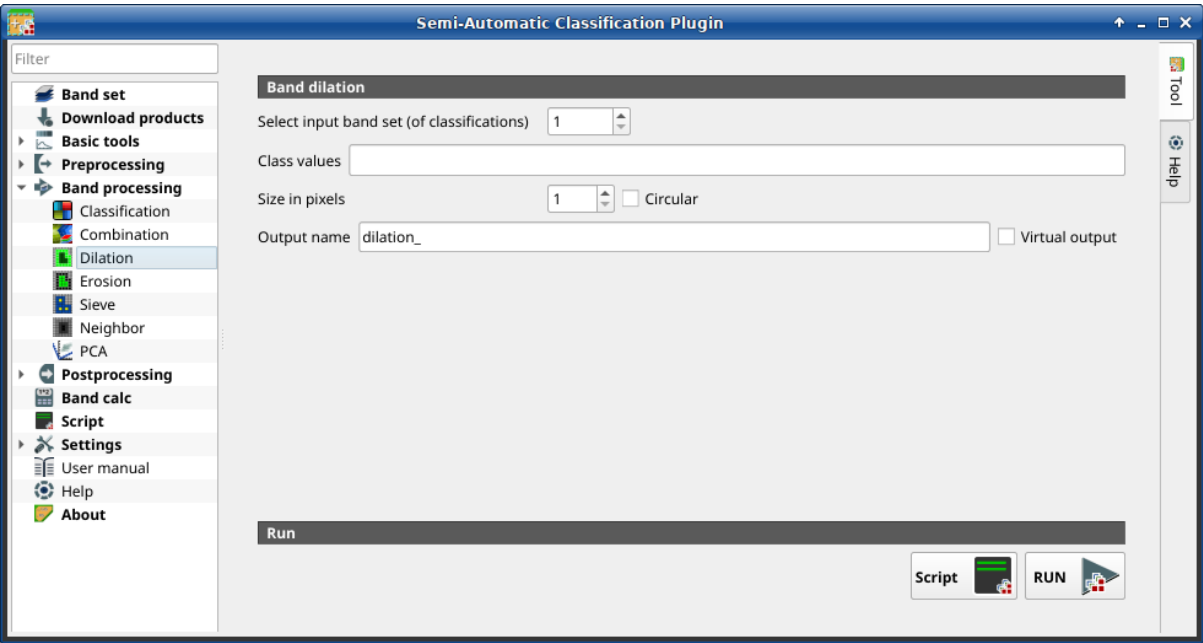 Semi-Automatic Classification Plugin
Filter
Band set
Download products
Basic tools
Preprocessing
Band processing
Classification
Combination
Dilation
Erosion
Sieve
Neighbor
PCA
Postprocessing
Band calc
Script
Settings
User manual
Help
About
Band dilation
Select input band set (of classifications) 1
Class values
Size in pixels 1 Circular
Output name dilation_ Virtual output
Run
Script RUN
Tool
Help